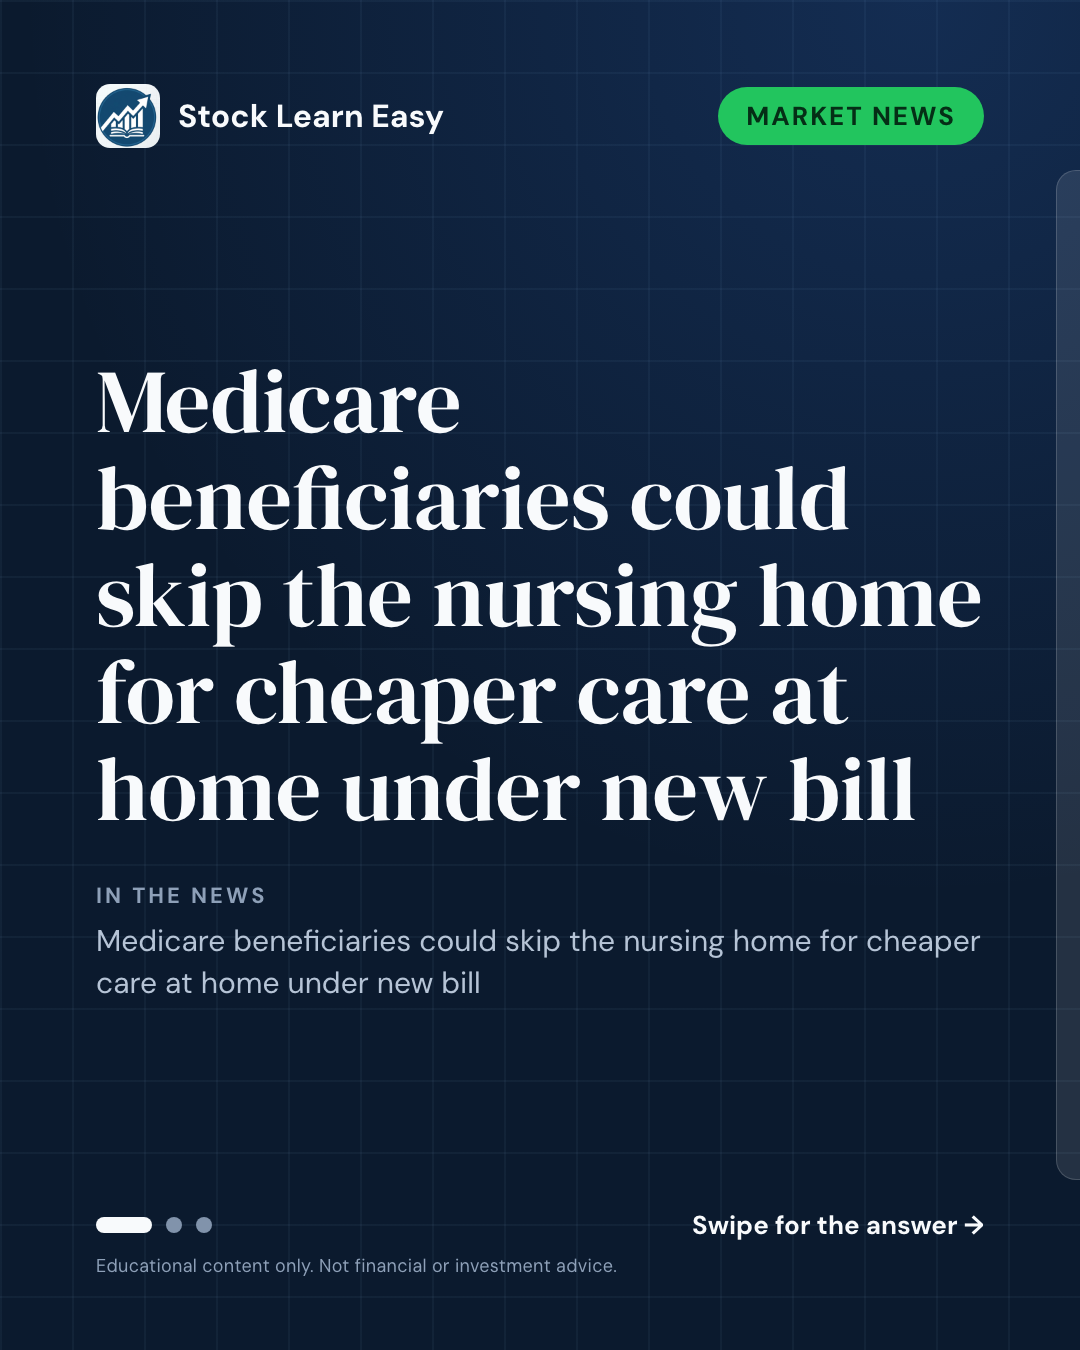 Stock Learn Easy
MARKET NEWS
Medicare
beneficiaries could
skip the nursing home
for cheaper care at
home under new bill
IN THE NEWS
Medicare beneficiaries could skip the nursing home for cheaper
care at home under new bill
Swipe for the answer →
Educational content only. Not financial or investment advice.